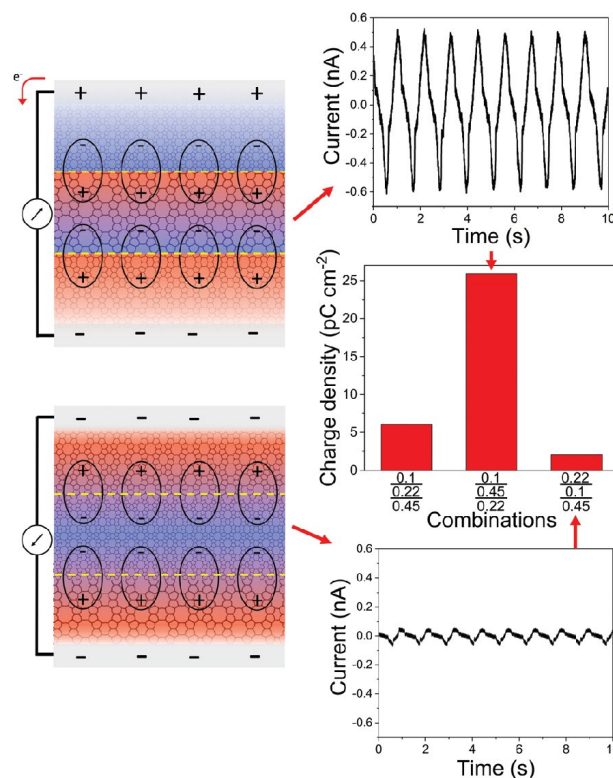 e-
+ + + +
- - - -
+ + + +
- - - -
+ + + +
- - - -
Current (nA)
0.6
0.4
0.2
0.0
-0.2
-0.4
-0.6
0 2 4 6 8 10
Time (s)
Charge density (pC cm-2)
25
20
15
10
5
0
0.1 0.1 0.22
0.22 0.45 0.1
0.45 0.22 0.45
Combinations
- - - -
+ + + +
- - - -
- - - -
+ + + +
- - - -
Current (nA)
0.6
0.4
0.2
0.0
-0.2
-0.4
-0.6
0 2 4 6 8 1
Time (s)